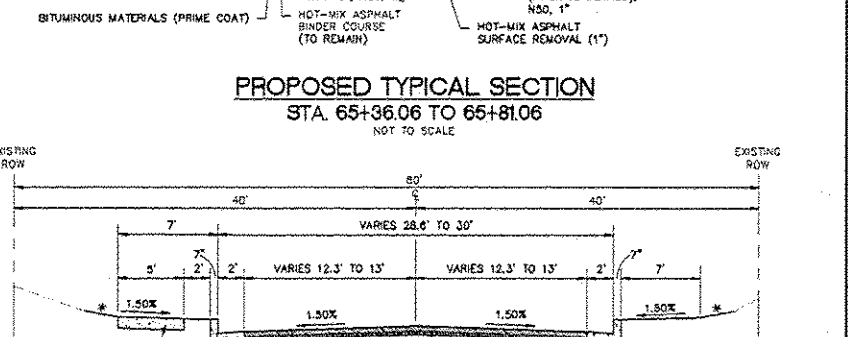 N50, 1"
BITUMINOUS MATERIALS (PRIME COAT)
HOT-MIX ASPHALT
BINDER COURSE
(TO REMAIN)
HOT-MIX ASPHALT
SURFACE REMOVAL (1")
PROPOSED TYPICAL SECTION
STA. 65+36.06 TO 65+81.06
NOT TO SCALE
EXISTING
ROW
EXISTING
ROW
80'
40' 40'
7' VARIES 28.6' TO 30'
7" 7"
5' 2' 2' VARIES 12.3' TO 13' VARIES 12.3' TO 13' 2' 7'
* 1.50% 1.50% 1.50% 1.50% *